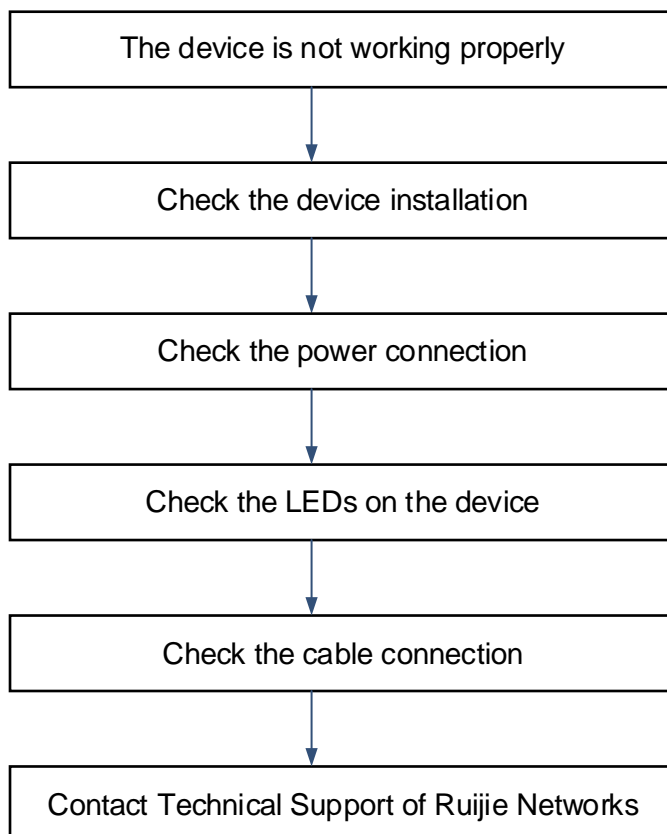 The device is not working properly
Check the device installation
Check the power connection
Check the LEDs on the device
Check the cable connection
Contact Technical Support of Ruijie Networks